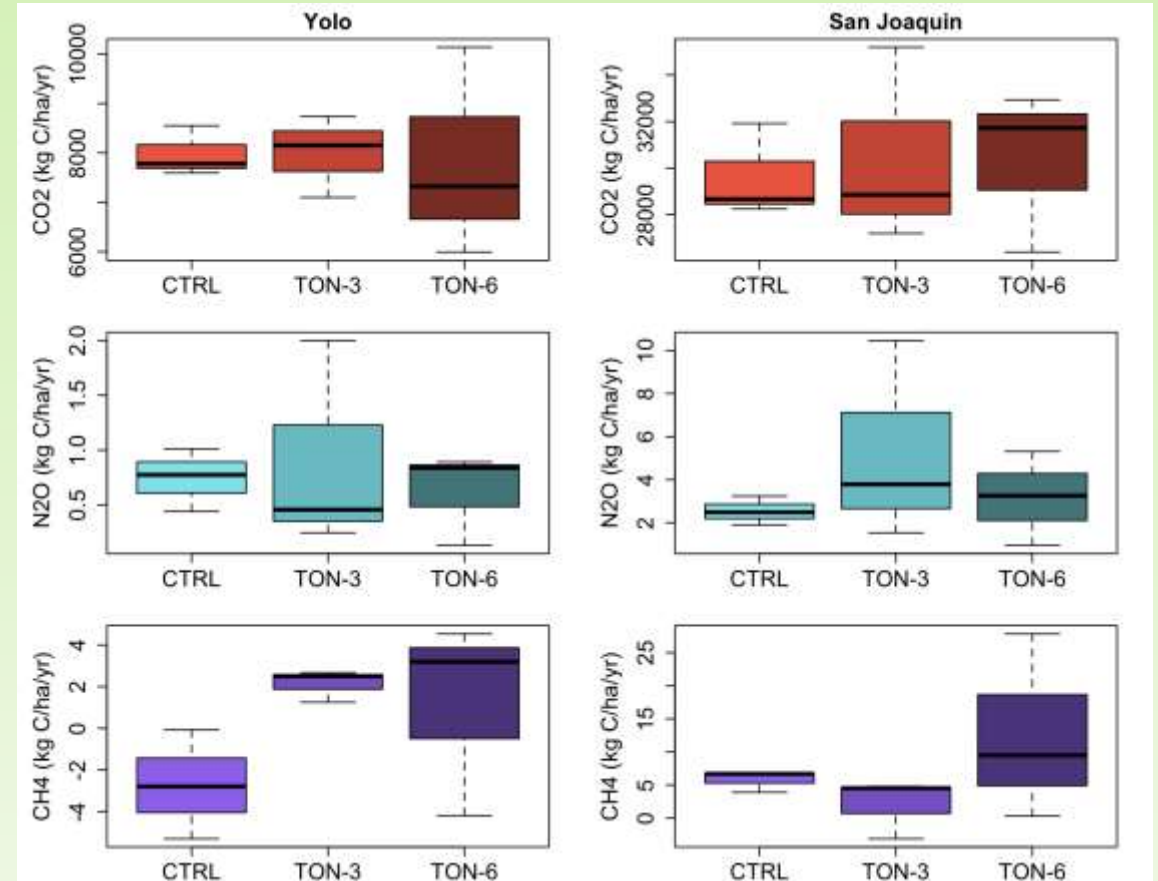 Yolo
San Joaquin
CO2 (kg C/ha/yr)
10000
8000
6000
CTRL TON-3 TON-6
CO2 (kg C/ha/yr)
32000
28000
CTRL TON-3 TON-6
N2O (kg C/ha/yr)
2.0
1.5
1.0
0.5
CTRL TON-3 TON-6
N2O (kg C/ha/yr)
10
8
6
4
2
CTRL TON-3 TON-6
CH4 (kg C/ha/yr)
4
2
0
-2
-4
CTRL TON-3 TON-6
CH4 (kg C/ha/yr)
25
15
5
0
CTRL TON-3 TON-6